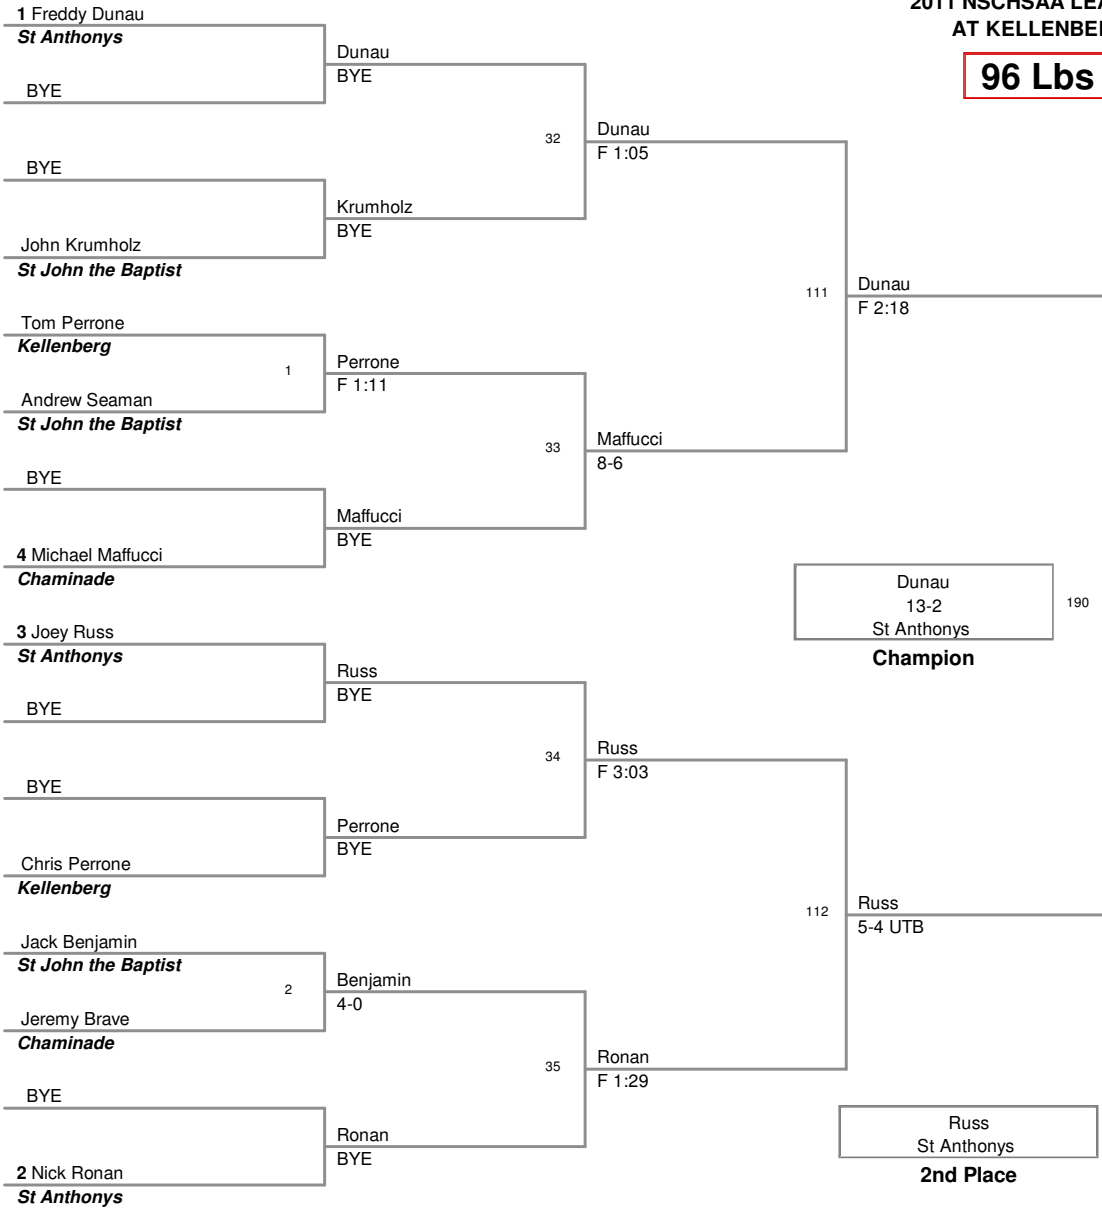 2011 NSCHSAA LEA
AT KELLENBE
96 Lbs
1 Freddy Dunau
St Anthonys
Dunau
BYE
BYE
32
Dunau
F 1:05
BYE
Krumholz
BYE
John Krumholz
St John the Baptist
111
Dunau
F 2:18
Tom Perrone
Kellenberg
1
Perrone
F 1:11
Andrew Seaman
St John the Baptist
33
Maffucci
8-6
BYE
Maffucci
BYE
4 Michael Maffucci
Chaminade
Dunau
13-2
190
St Anthonys
Champion
3 Joey Russ
St Anthonys
Russ
BYE
BYE
34
Russ
F 3:03
BYE
Perrone
BYE
Chris Perrone
Kellenberg
112
Russ
5-4 UTB
Jack Benjamin
St John the Baptist
2
Benjamin
4-0
Jeremy Brave
Chaminade
35
Ronan
F 1:29
BYE
Ronan
BYE
2 Nick Ronan
St Anthonys
Russ
St Anthonys
2nd Place